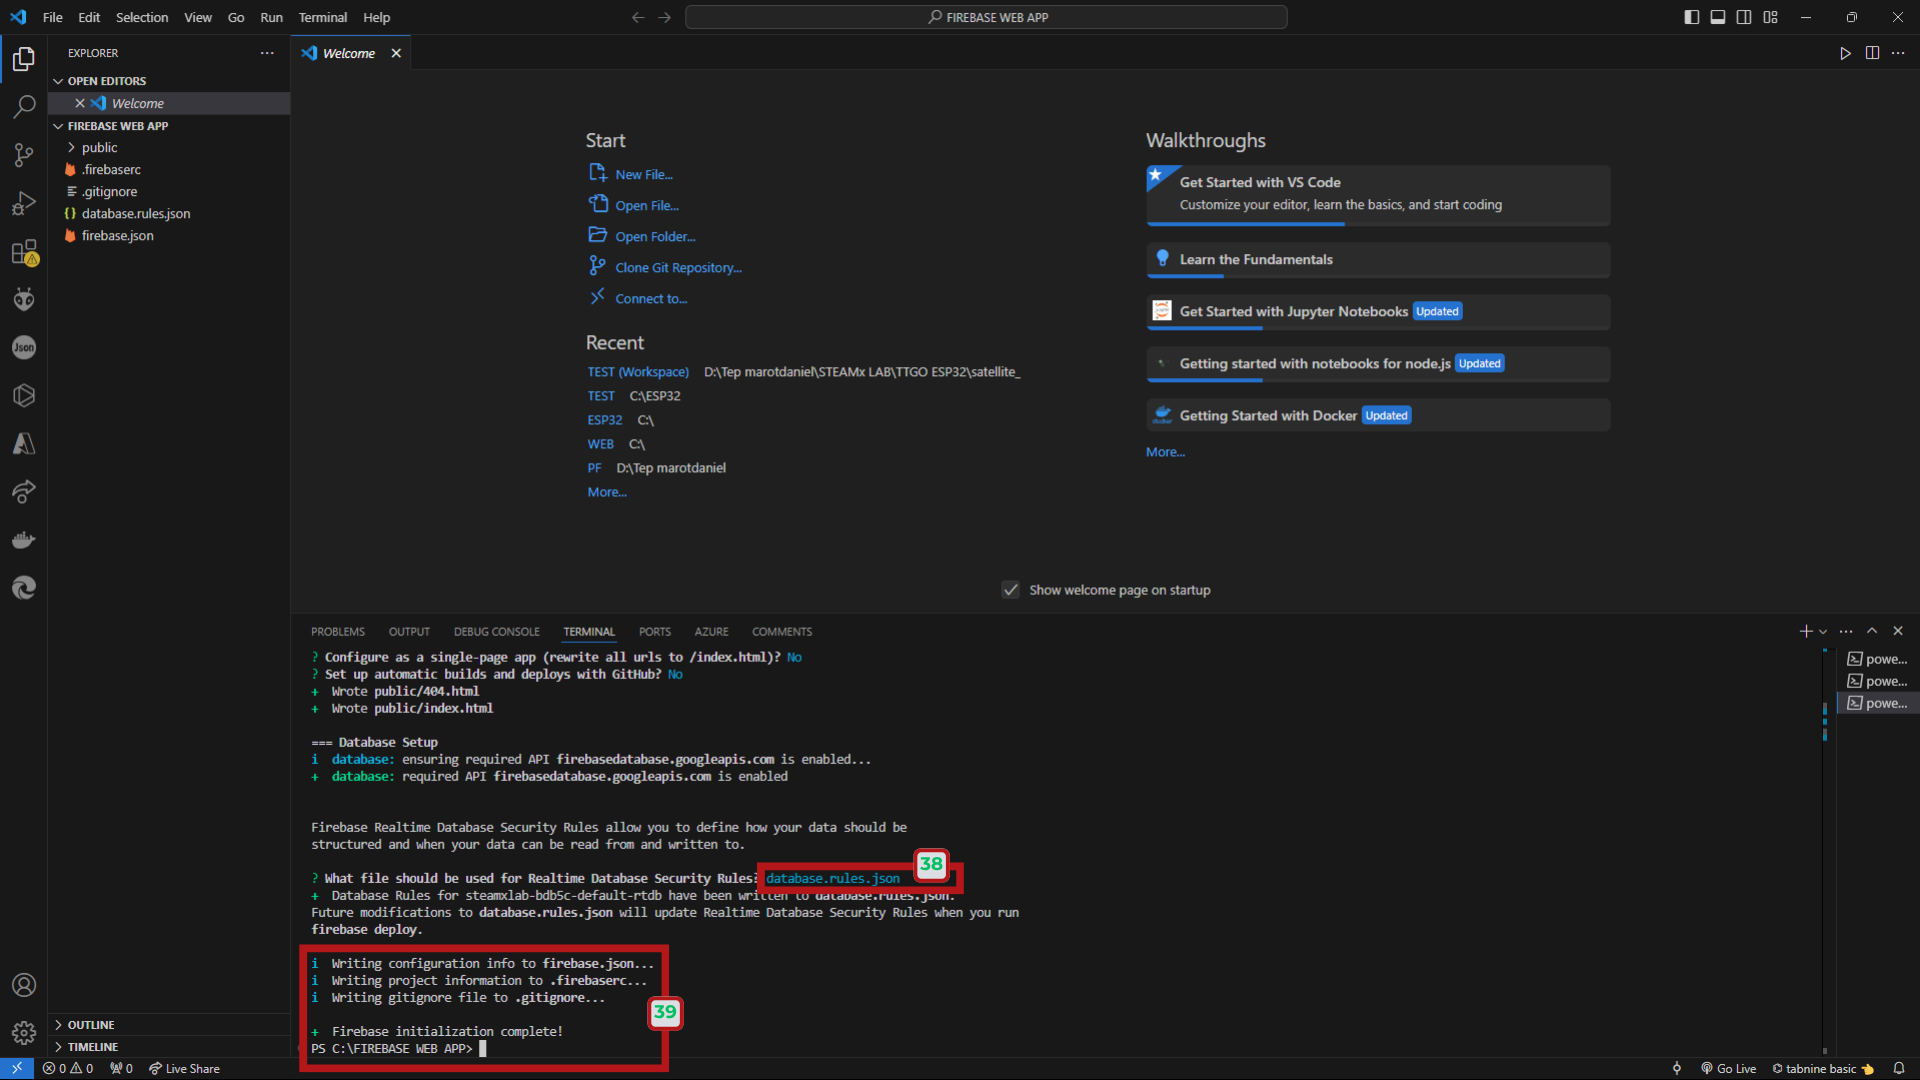 File Edit Selection View Go Run Terminal Help
FIREBASE WEB APP
EXPLORER
OPEN EDITORS
Welcome
FIREBASE WEB APP
public
.firebaserc
.gitignore
database.rules.json
firebase.json
OUTLINE
TIMELINE
Json
Welcome
Start
New File...
Open File...
Open Folder...
Clone Git Repository...
Connect to...
Recent
TEST (Workspace) D:\Tep marotdaniel\STEAMx LAB\TTGO ESP32\satellite_
TEST C:\ESP32
ESP32 C:\
WEB C:\
PF D:\Tep marotdaniel
More...
Walkthroughs
Get Started with VS Code
Customize your editor, learn the basics, and start coding
Learn the Fundamentals
Get Started with Jupyter Notebooks Updated
Getting started with notebooks for node.js Updated
Getting Started with Docker Updated
More...
Show welcome page on startup
PROBLEMS OUTPUT DEBUG CONSOLE TERMINAL PORTS AZURE COMMENTS
? Configure as a single-page app (rewrite all urls to /index.html)? No
? Set up automatic builds and deploys with GitHub? No
+ Wrote public/404.html
+ Wrote public/index.html
=== Database Setup
i database: ensuring required API firebasedatabase.googleapis.com is enabled...
+ database: required API firebasedatabase.googleapis.com is enabled
Firebase Realtime Database Security Rules allow you to define how your data should be
structured and when your data can be read from and written to.
38
? What file should be used for Realtime Database Security Rules? database.rules.json
+ Database Rules for steamxlab-bdb5c-default-rtdb have been written to database.rules.json.
Future modifications to database.rules.json will update Realtime Database Security Rules when you run
firebase deploy.
i Writing configuration info to firebase.json...
i Writing project information to .firebaserc...
i Writing gitignore file to .gitignore...
39
+ Firebase initialization complete!
PS C:\FIREBASE WEB APP>
powe...
powe...
powe...
0 0 0 Live Share
Go Live tabnine basic